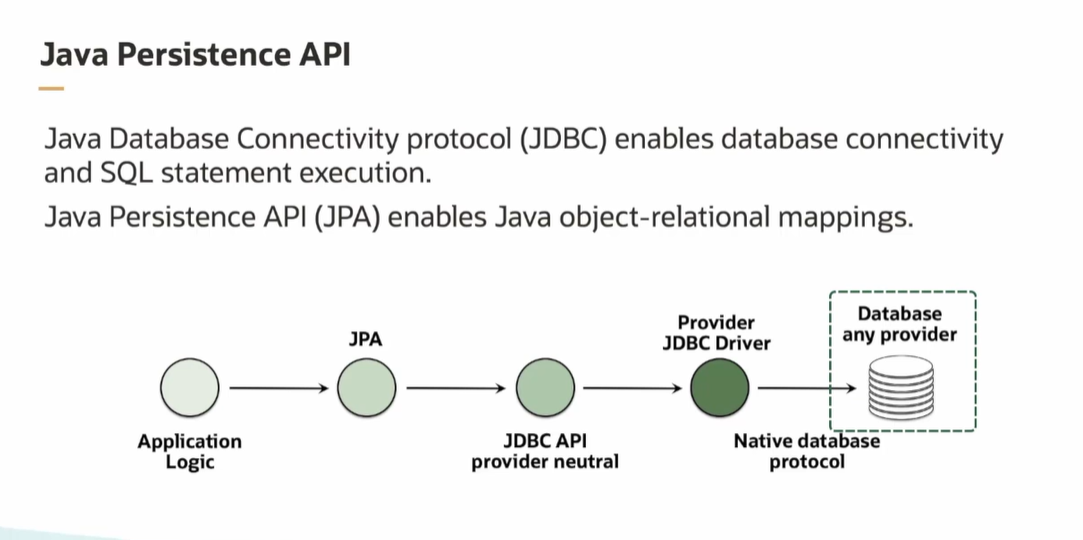 Java Persistence API
Java Database Connectivity protocol (JDBC) enables database connectivity
and SQL statement execution.
Java Persistence API (JPA) enables Java object-relational mappings.
Application
Logic
JPA
JDBC API
provider neutral
Provider
JDBC Driver
Native database
protocol
Database
any provider